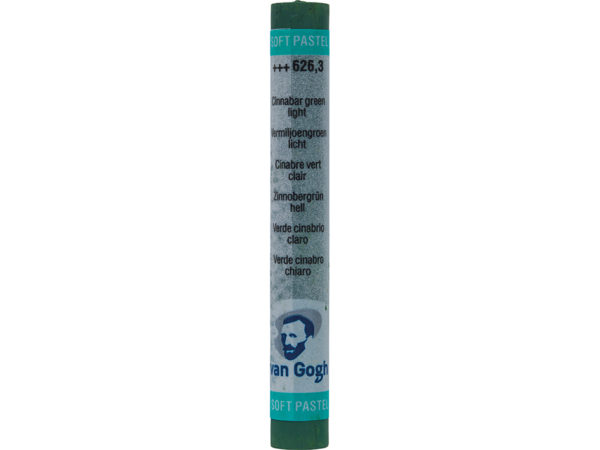 SOFT PASTEL
+++ 626,3
Cinnabar green
light
Vermiljoengroen
licht
Cinabre vert
clair
Zinnobergrün
hell
Verde cinabrio
claro
Verde cinabro
chiaro
van Gogh
SOFT PASTEL